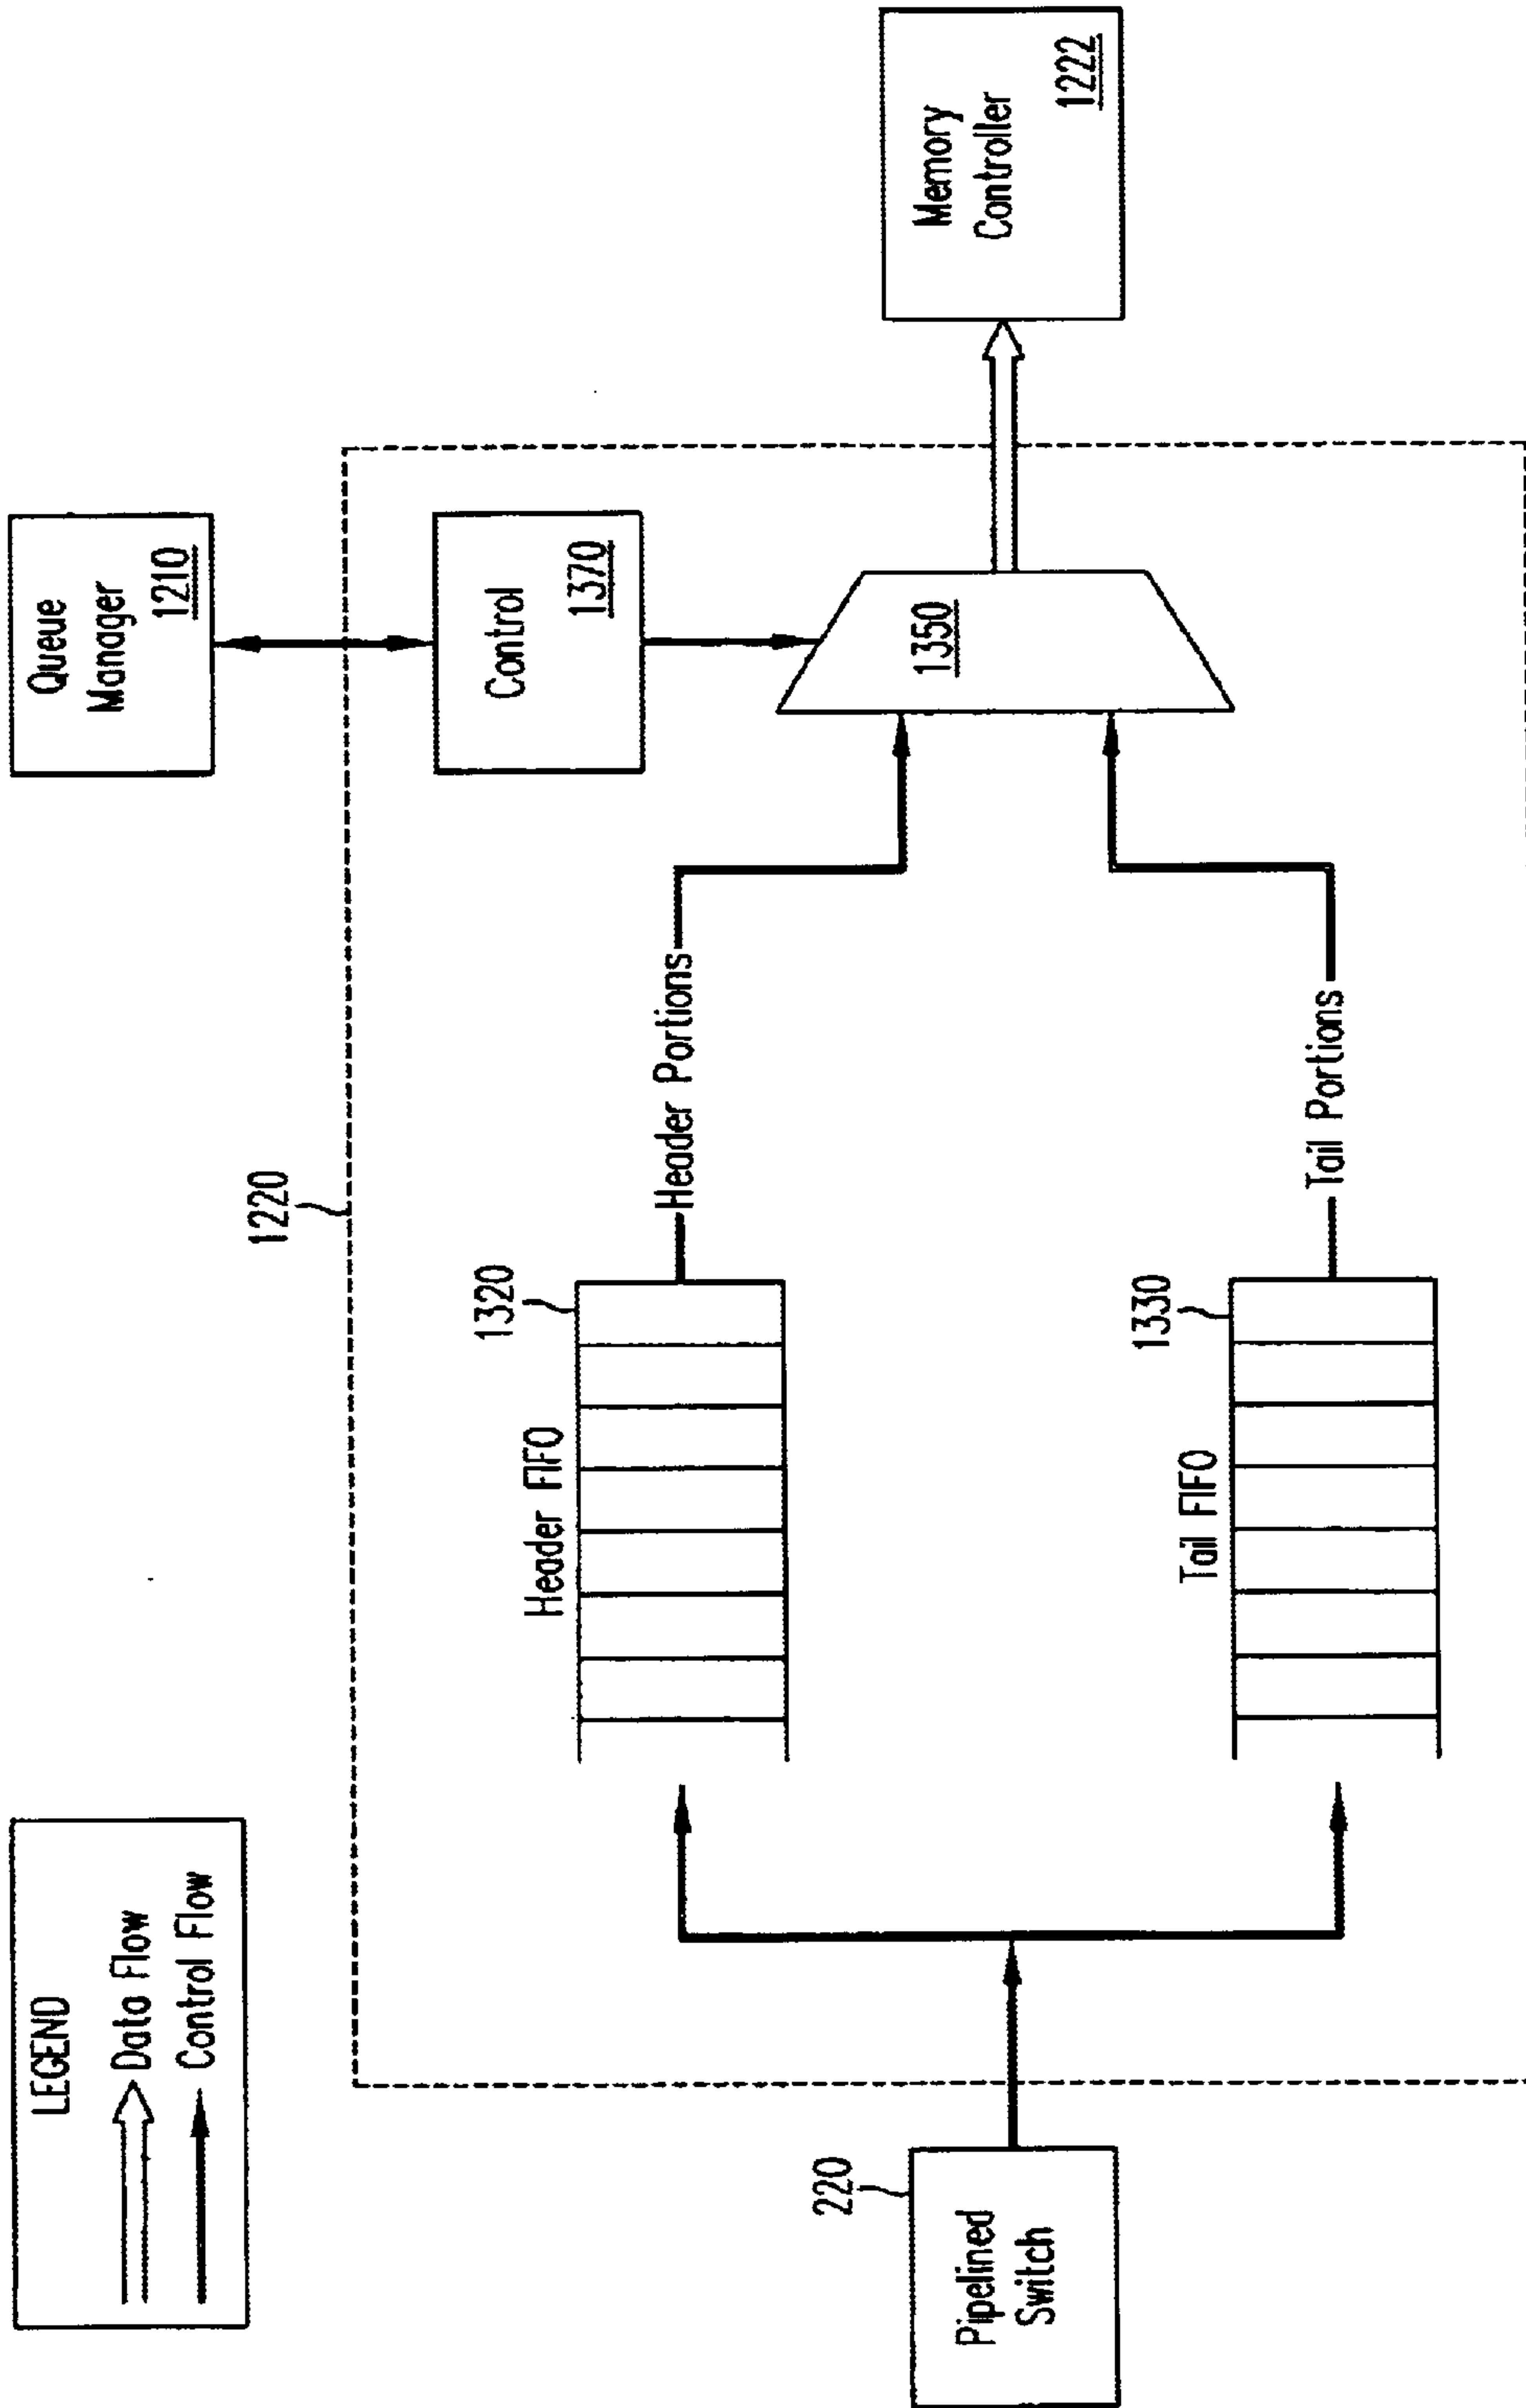 LEGEND
Data Flow
Control Flow
Queue
Manager
1210
1220
Control
1370
Header FIFO
1320
Header Portions
220
Pipelined
Switch
1350
Memory
Controller
1222
Tail FIFO
1330
Tail Portions